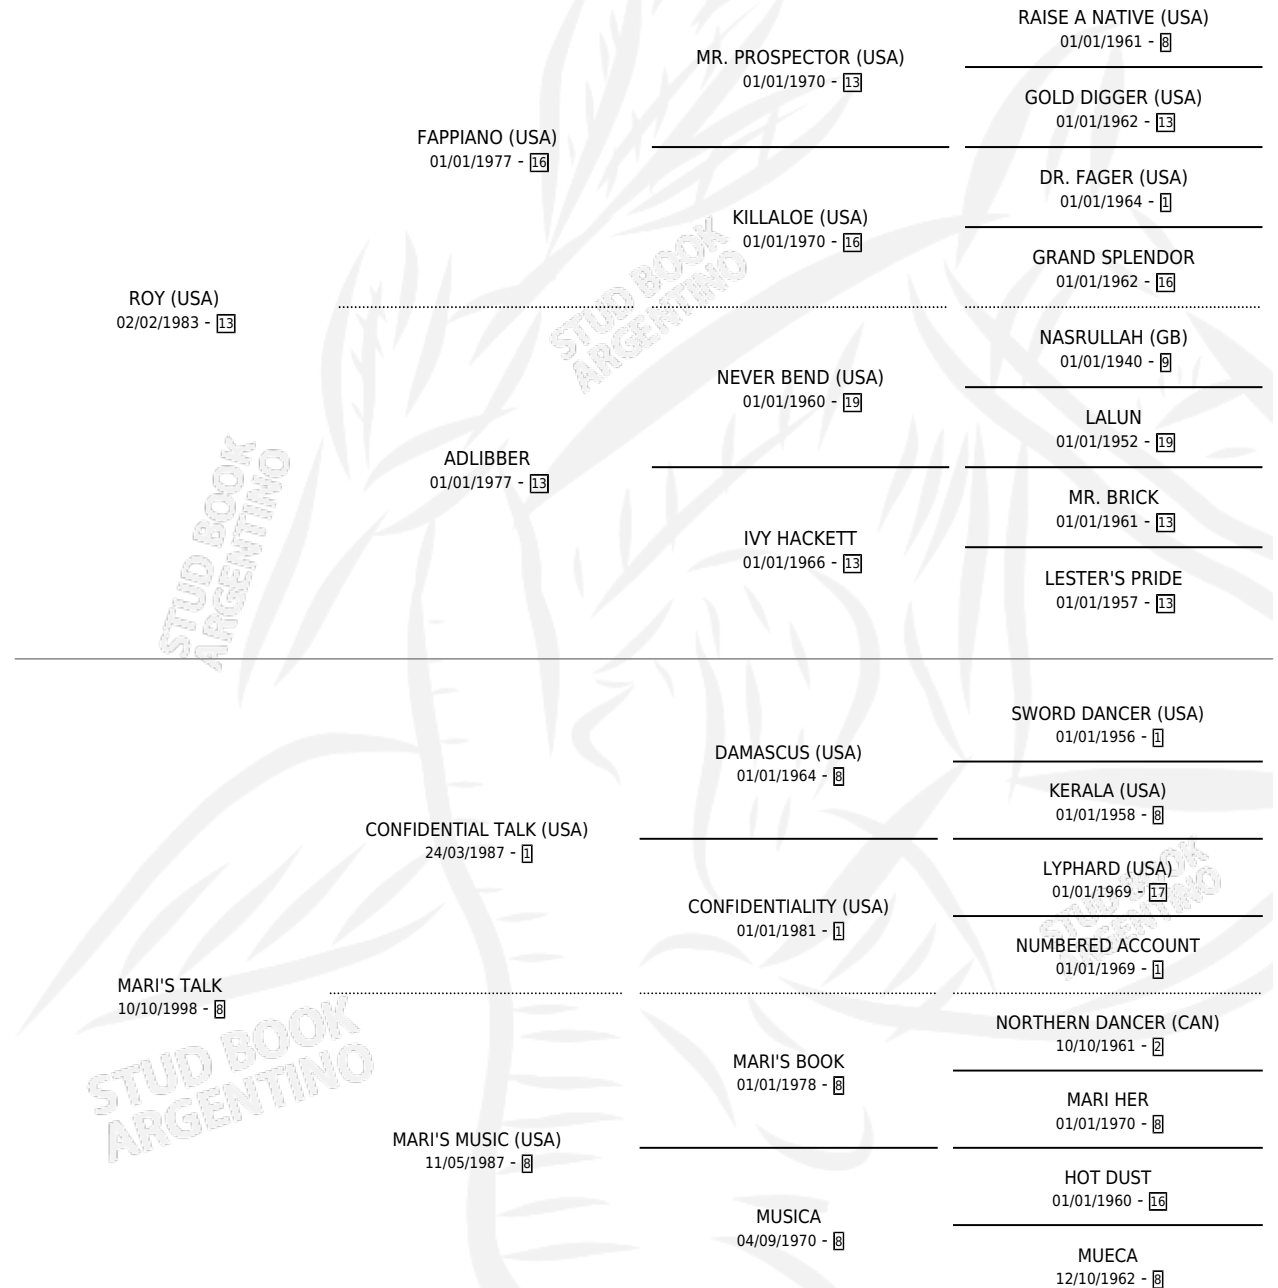 RAISE A NATIVE (USA)
01/01/1961 - 8
MR. PROSPECTOR (USA)
01/01/1970 - 13
GOLD DIGGER (USA)
01/01/1962 - 13
FAPPIANO (USA)
01/01/1977 - 16
DR. FAGER (USA)
01/01/1964 - 1
KILLALOE (USA)
01/01/1970 - 16
GRAND SPLENDOR
01/01/1962 - 16
ROY (USA)
02/02/1983 - 13
NASRULLAH (GB)
01/01/1940 - 9
NEVER BEND (USA)
01/01/1960 - 19
LALUN
01/01/1952 - 19
ADLIBBER
01/01/1977 - 13
MR. BRICK
01/01/1961 - 13
IVY HACKETT
01/01/1966 - 13
LESTER'S PRIDE
01/01/1957 - 13
SWORD DANCER (USA)
01/01/1956 - 1
DAMASCUS (USA)
01/01/1964 - 8
KERALA (USA)
01/01/1958 - 8
CONFIDENTIAL TALK (USA)
24/03/1987 - 1
LYPHARD (USA)
01/01/1969 - 17
CONFIDENTIALITY (USA)
01/01/1981 - 1
NUMBERED ACCOUNT
01/01/1969 - 1
MARI'S TALK
10/10/1998 - 8
NORTHERN DANCER (CAN)
10/10/1961 - 2
MARI'S BOOK
01/01/1978 - 8
MARI HER
01/01/1970 - 8
MARI'S MUSIC (USA)
11/05/1987 - 8
HOT DUST
01/01/1960 - 16
MUSICA
04/09/1970 - 8
MUECA
12/10/1962 - 8
STUD BOOK
ARGENTINO
STUD BOOK
ARGENTINO
STUD BOOK
ARGENTINO
STUD BOOK
ARGENTINO